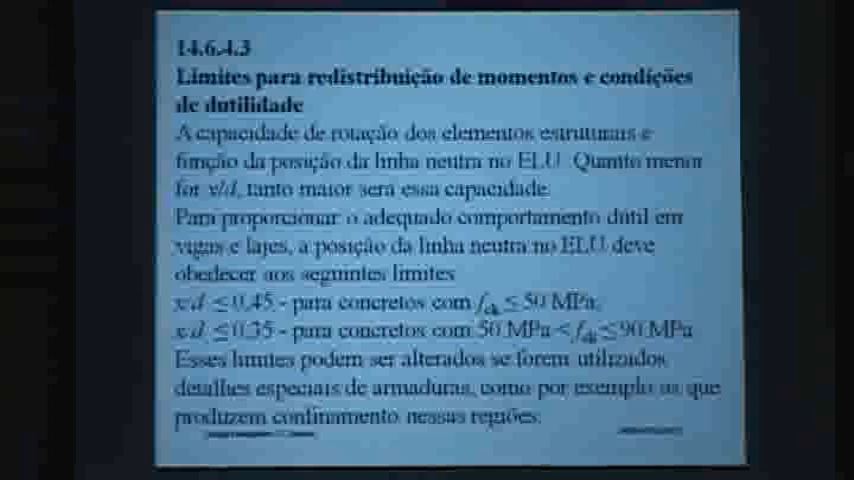 14.6.4.3
Limites para redistribuição de momentos e condições
de dutilidade
A capacidade de rotação dos elementos estruturais é
função da posição da linha neutra no ELU. Quanto menor
for x/d, tanto maior será essa capacidade.
Para proporcionar o adequado comportamento dútil em
vigas e lajes, a posição da linha neutra no ELU deve
obedecer aos seguintes limites
x/d ≤ 0,45 - para concretos com fck ≤ 50 MPa;
x/d ≤ 0,35 - para concretos com 50 MPa < fck ≤ 90 MPa
Esses limites podem ser alterados se forem utilizados
detalhes especiais de armaduras, como por exemplo os que
produzem confinamento nessas regiões.